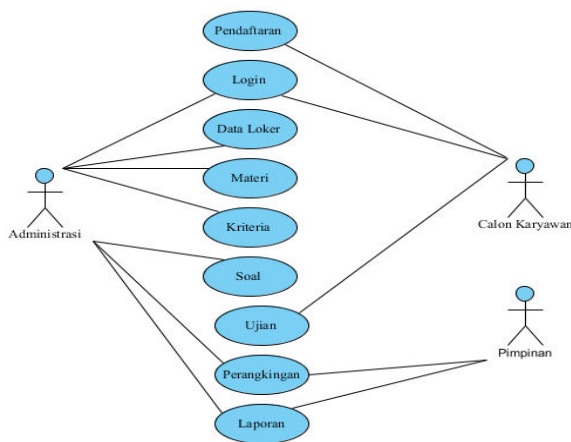 Pendaftaran
Login
Data Loker
Materi
Kriteria
Soal
Ujian
Perangkingan
Laporan
Administrasi
Calon Karyawan
Pimpinan